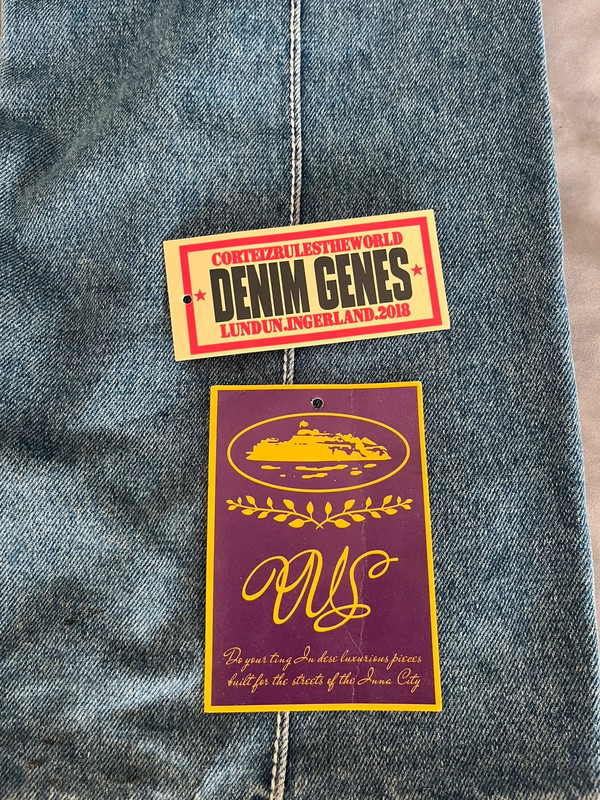 CORTEIZRULESTHEWORLD
DENIM GENES
LUNDUN.INGERLAND.2018
Do your ting In dese luxurious pieces
built for the streets of the Inna City